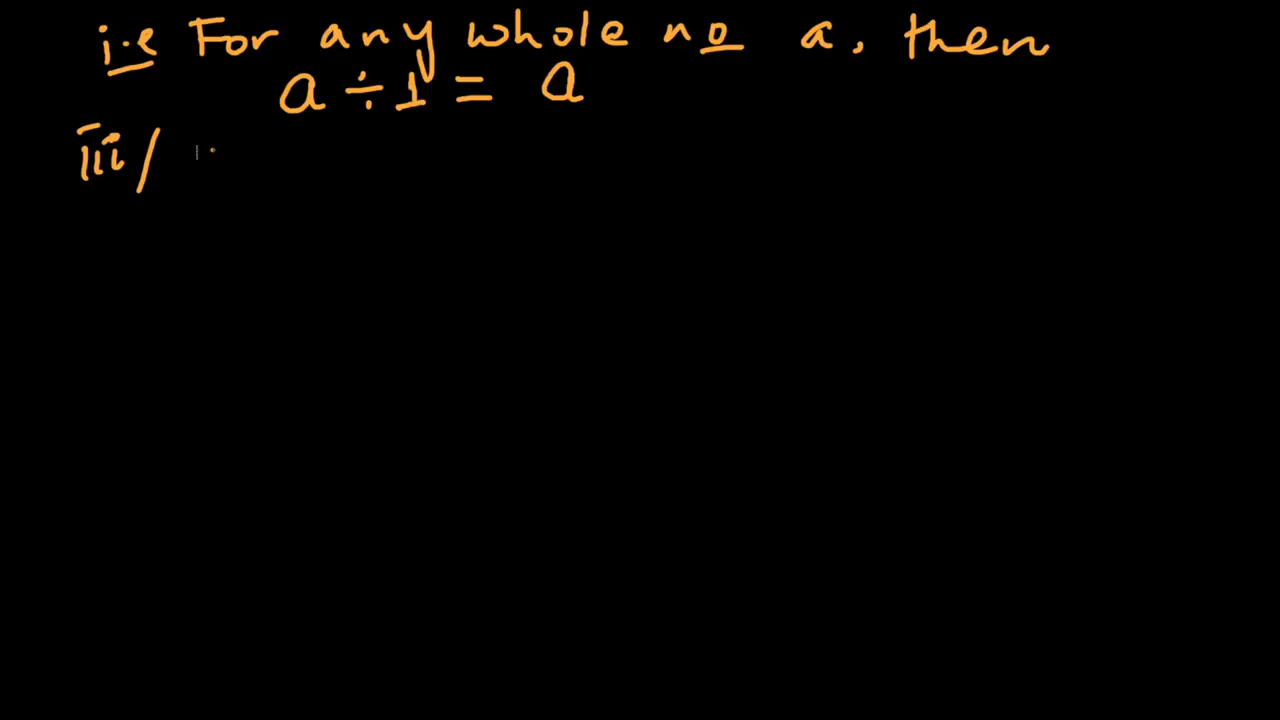 i.e For any whole no a, then
a ÷ 1 = a
iii/